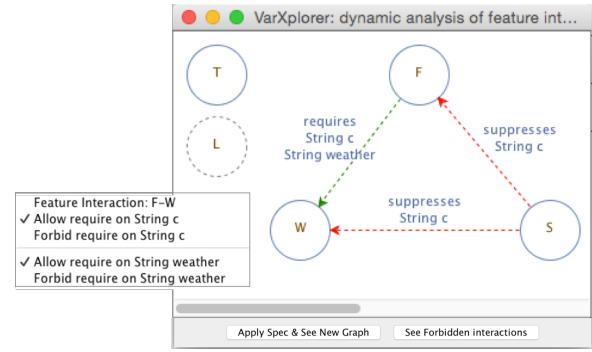 VarXplorer: dynamic analysis of feature int...
T
F
L
requires
String c
String weather
suppresses
String c
suppresses
String c
W
S
Feature Interaction: F-W
✓ Allow require on String c
Forbid require on String c
✓ Allow require on String weather
Forbid require on String weather
Apply Spec & See New Graph
See Forbidden interactions